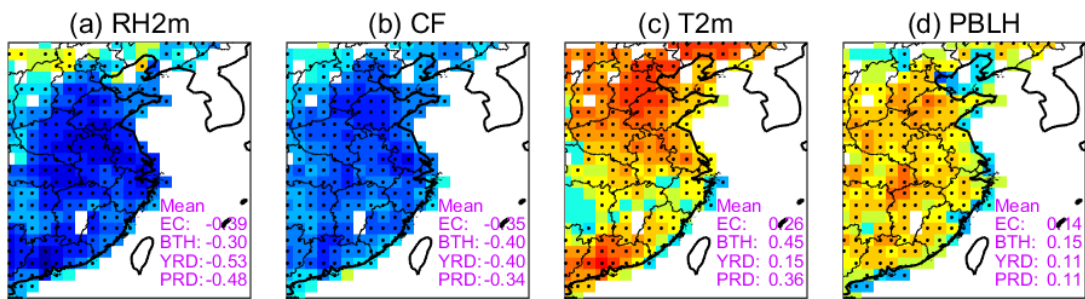 (a) RH2m
(b) CF
(c) T2m
(d) PBLH
Mean
EC: -0.39
BTH: -0.30
YRD: -0.53
PRD: -0.48
Mean
EC: -0.35
BTH: -0.40
YRD: -0.40
PRD: -0.34
Mean
EC: 0.26
BTH: 0.45
YRD: 0.15
PRD: 0.36
Mean
EC: 0.14
BTH: 0.15
YRD: 0.11
PRD: 0.11